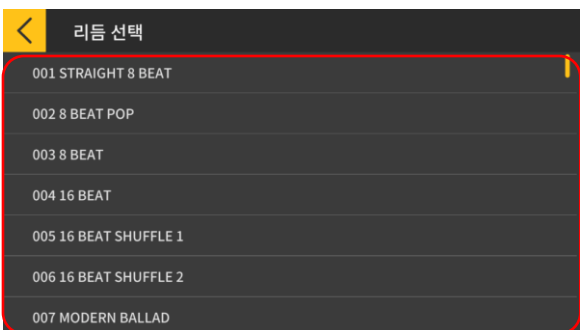 리듬 선택
001 STRAIGHT 8 BEAT
002 8 BEAT POP
003 8 BEAT
004 16 BEAT
005 16 BEAT SHUFFLE 1
006 16 BEAT SHUFFLE 2
007 MODERN BALLAD